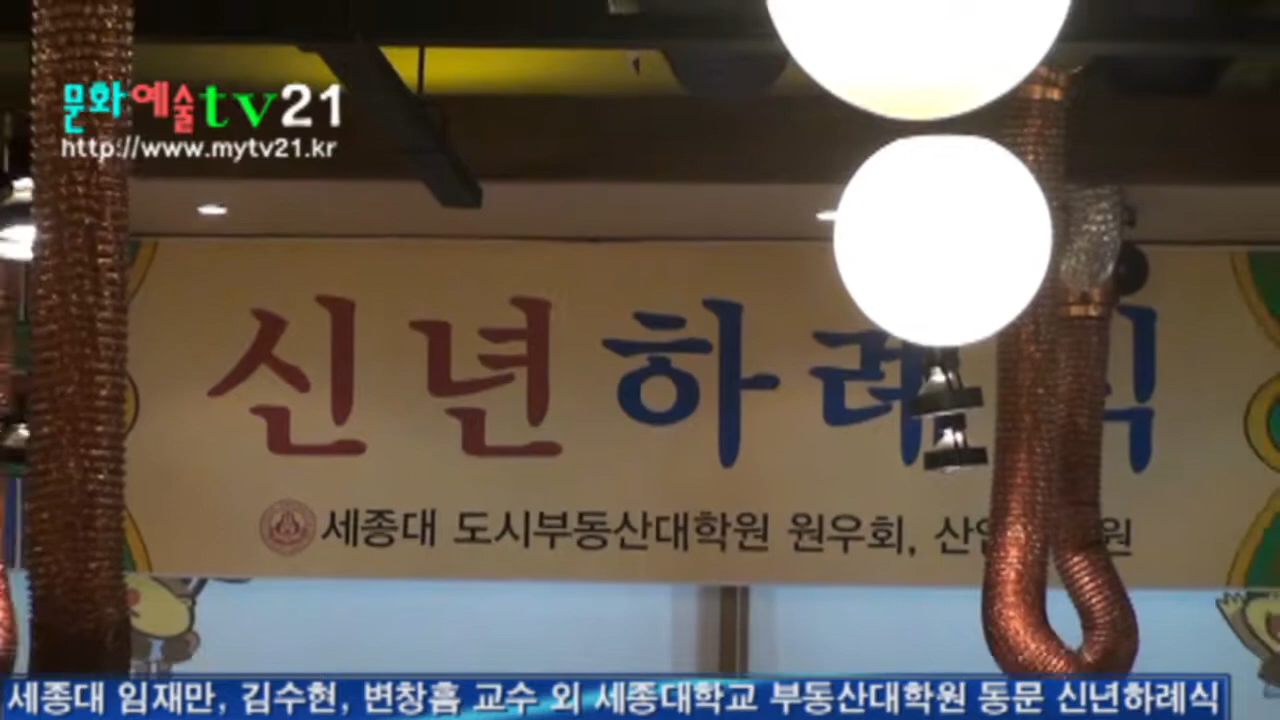 문화예술tv21
http://www.mytv21.kr
신년하례식
세종대 도시부동산대학원 원우회,
세종대 임재만, 김수현, 변창흠 교수 외 세종대학교 부동산대학원 동문 신년하례식